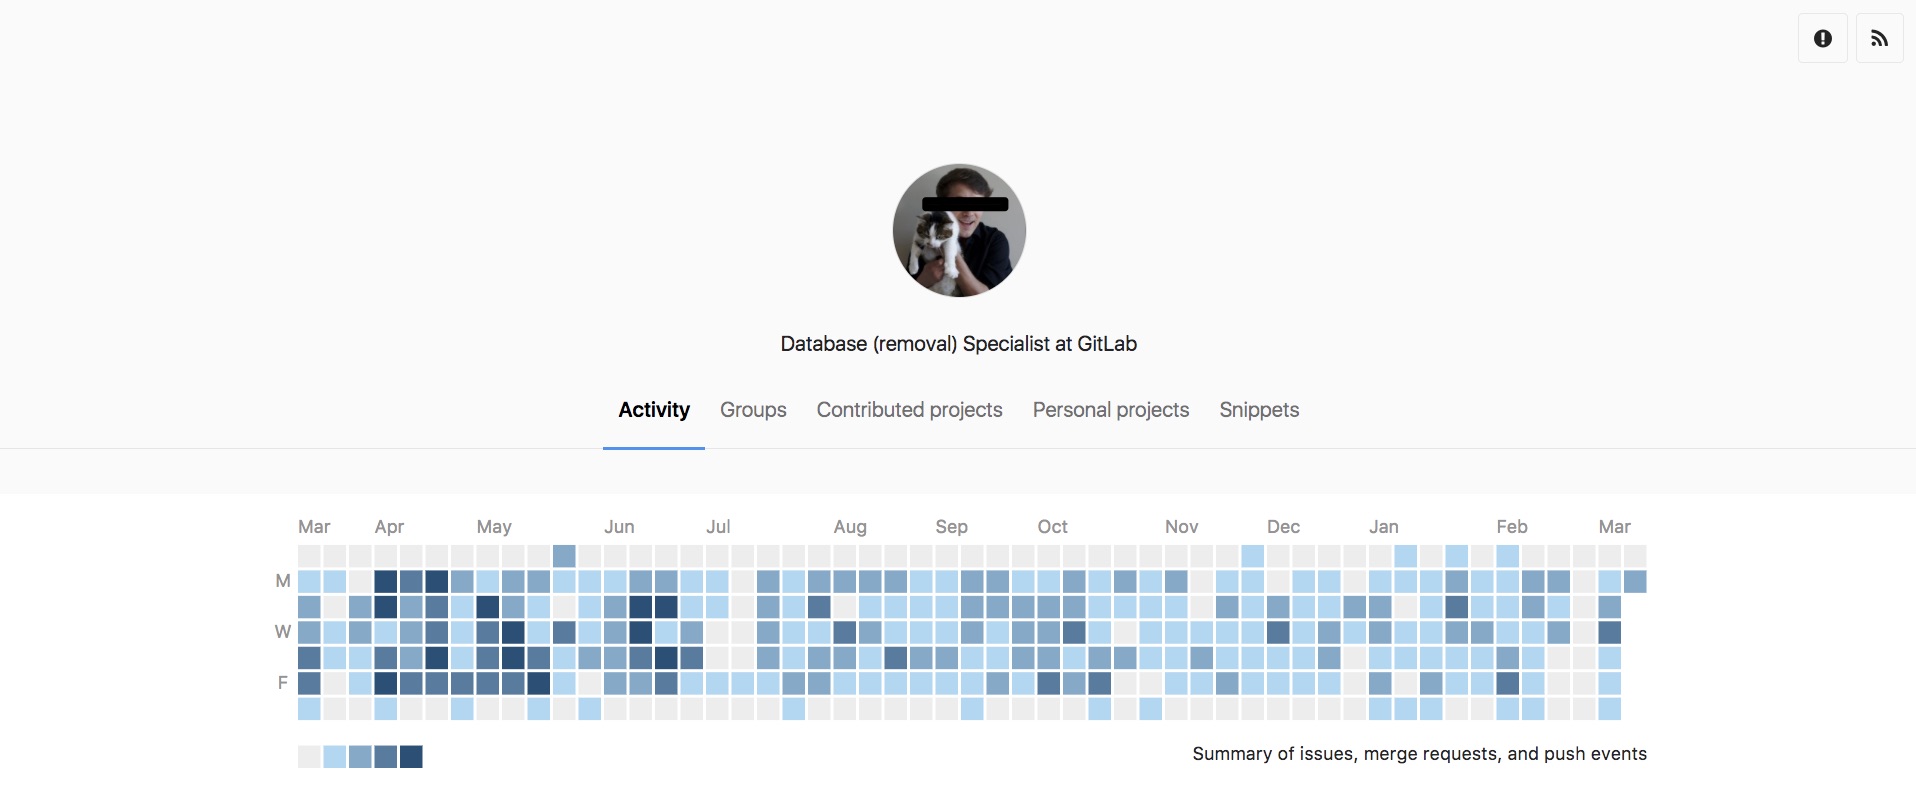 Database (removal) Specialist at GitLab
Activity Groups Contributed projects Personal projects Snippets
Mar Apr May Jun Jul Aug Sep Oct Nov Dec Jan Feb Mar
M
W
F
Summary of issues, merge requests, and push events